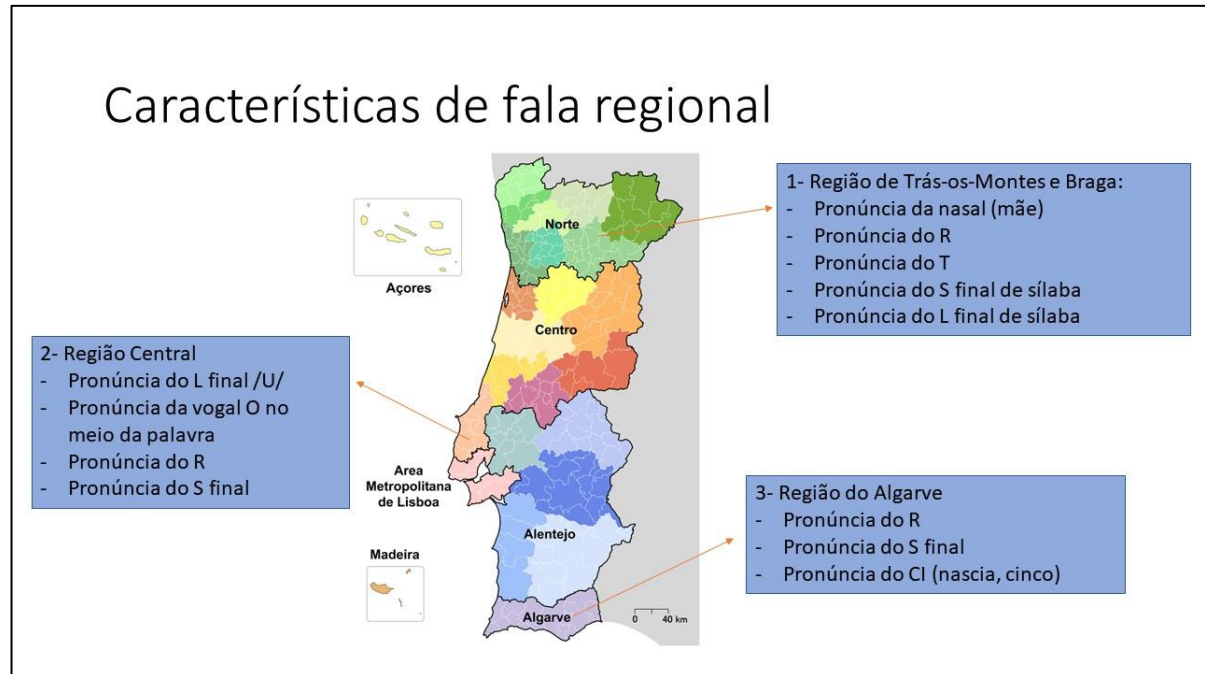 Características de fala regional
Norte
Açores
Centro
Area
Metropolitana
de Lisboa
Alentejo
Madeira
Algarve
0 40 km
1- Região de Trás-os-Montes e Braga:
- Pronúncia da nasal (mãe)
- Pronúncia do R
- Pronúncia do T
- Pronúncia do S final de sílaba
- Pronúncia do L final de sílaba
2- Região Central
- Pronúncia do L final /U/
- Pronúncia da vogal O no
meio da palavra
- Pronúncia do R
- Pronúncia do S final
3- Região do Algarve
- Pronúncia do R
- Pronúncia do S final
- Pronúncia do CI (nascia, cinco)